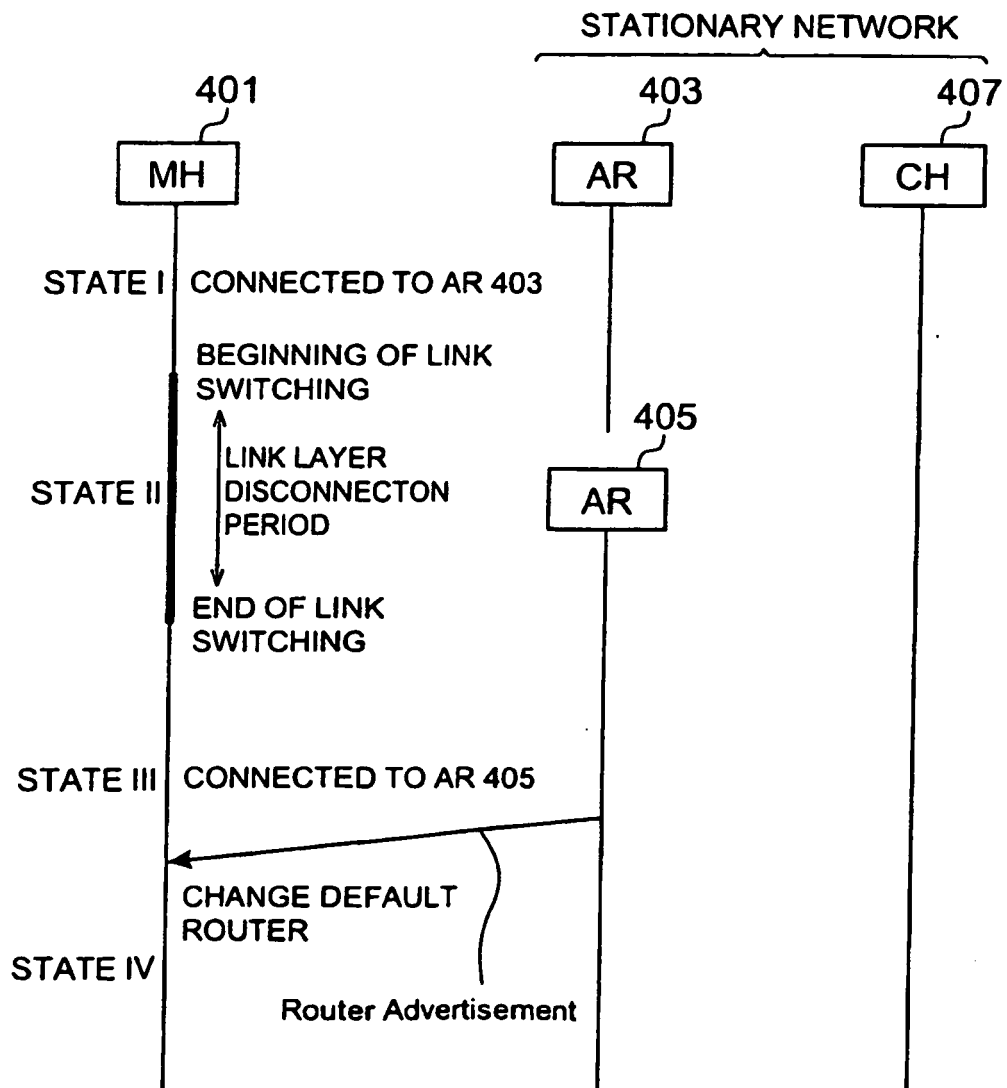 STATIONARY NETWORK
401
403
407
MH
AR
CH
STATE I
CONNECTED TO AR 403
BEGINNING OF LINK
SWITCHING
405
LINK LAYER
DISCONNECTON
PERIOD
STATE II
AR
END OF LINK
SWITCHING
STATE III
CONNECTED TO AR 405
CHANGE DEFAULT
ROUTER
STATE IV
Router Advertisement